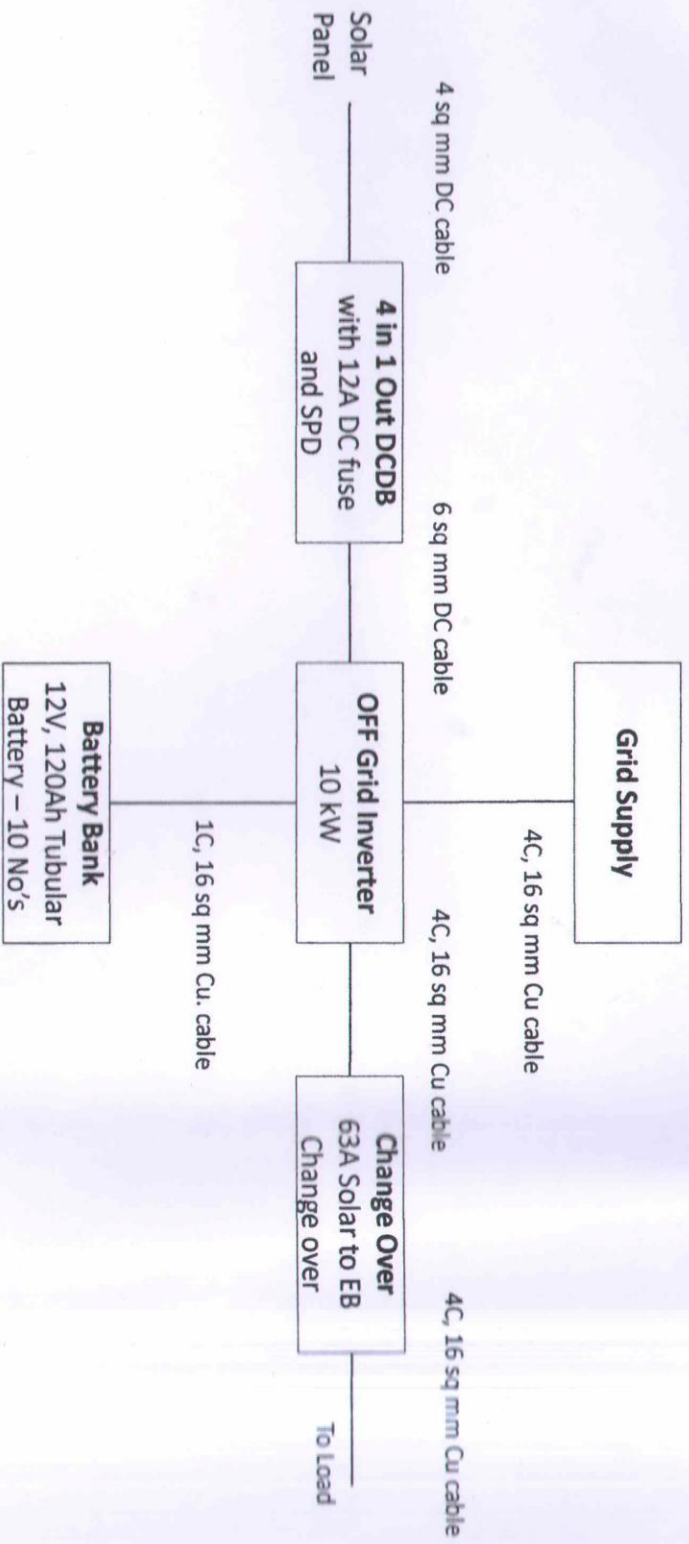 Grid Supply
4C, 16 sq mm Cu cable
4 sq mm DC cable
6 sq mm DC cable
4C, 16 sq mm Cu cable
4C, 16 sq mm Cu cable
Solar
Panel
4 in 1 Out DCDB
with 12A DC fuse
and SPD
OFF Grid Inverter
10 kW
Change Over
63A Solar to EB
Change over
To Load
1C, 16 sq mm Cu. cable
Battery Bank
12V, 120Ah Tubular
Battery – 10 No's